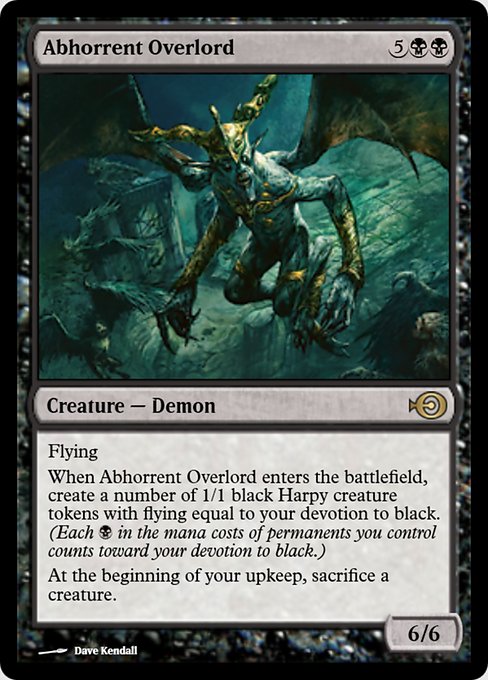 Abhorrent Overlord 5
Creature — Demon
Flying
When Abhorrent Overlord enters the battlefield,
create a number of 1/1 black Harpy creature
tokens with flying equal to your devotion to black.
(Each in the mana costs of permanents you control
counts toward your devotion to black.)
At the beginning of your upkeep, sacrifice a
creature.
6/6
Dave Kendall